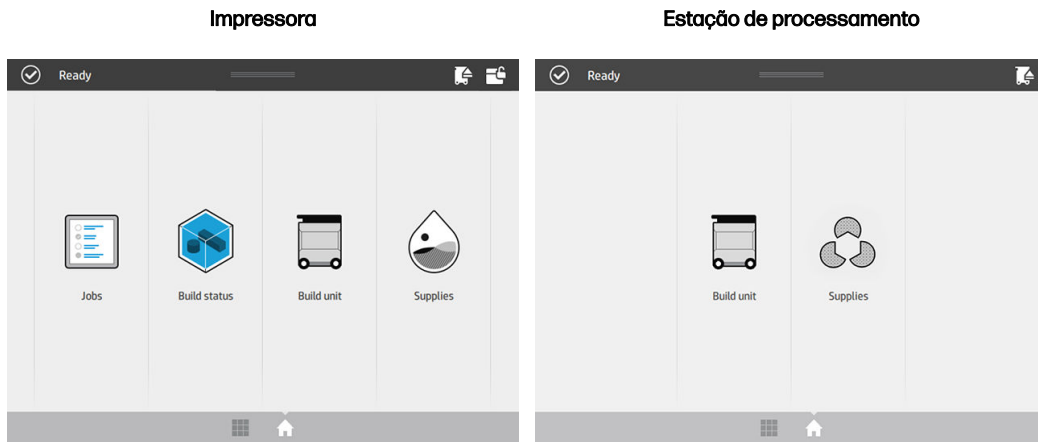 Impressora
Estação de processamento
Ready
Ready
Jobs
Build status
Build unit
Supplies
Build unit
Supplies